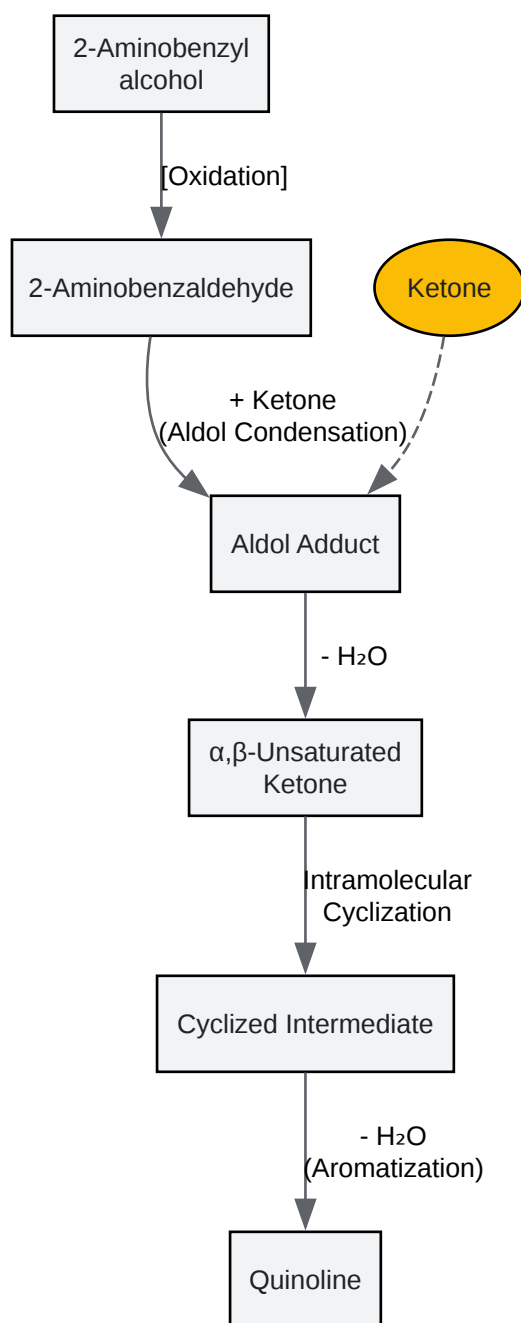 2-Aminobenzyl
alcohol
[Oxidation]
2-Aminobenzaldehyde
Ketone
+ Ketone
(Aldol Condensation)
Aldol Adduct
- H₂O
α,β-Unsaturated
Ketone
Intramolecular
Cyclization
Cyclized Intermediate
- H₂O
(Aromatization)
Quinoline